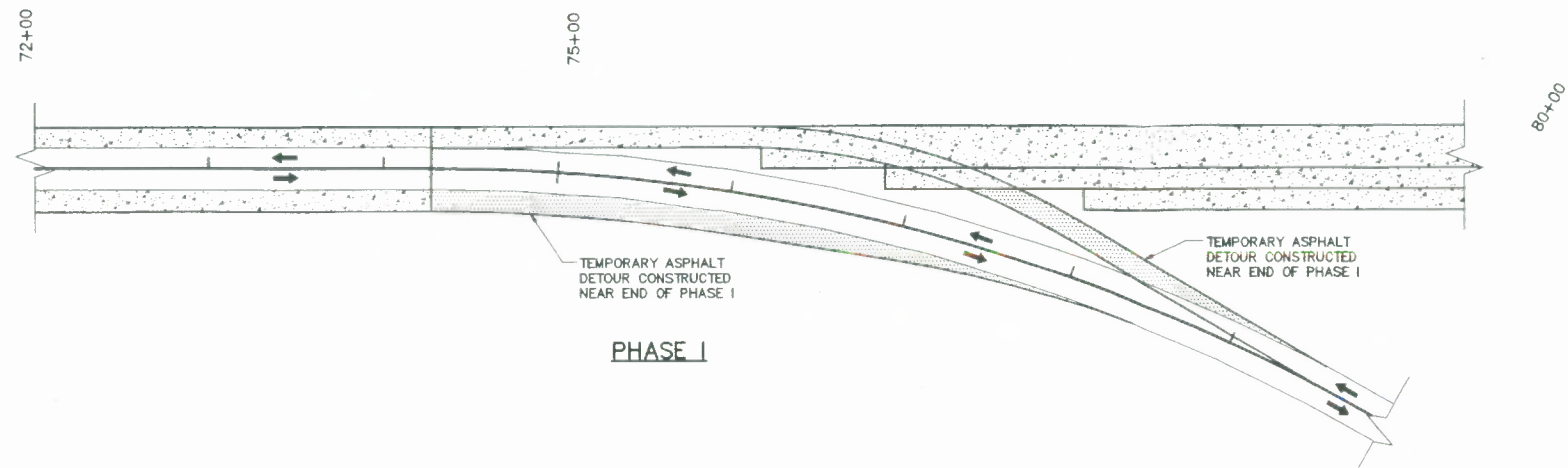 72+00
75+00
80+00
TEMPORARY ASPHALT
DETOUR CONSTRUCTED
NEAR END OF PHASE I
TEMPORARY ASPHALT
DETOUR CONSTRUCTED
NEAR END OF PHASE I
PHASE I